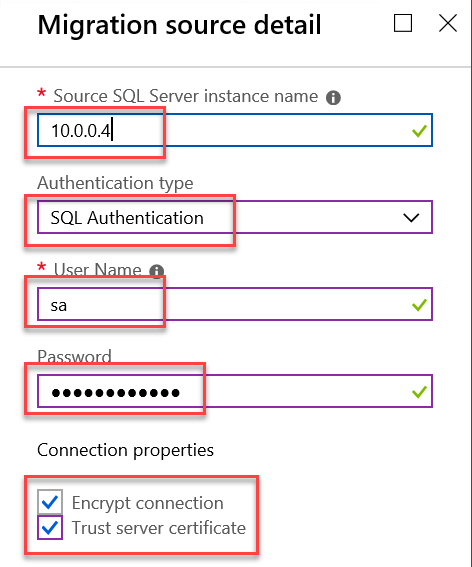 Migration source detail
* Source SQL Server instance name
10.0.0.4
Authentication type
SQL Authentication
* User Name
sa
Password
●●●●●●●●●●●●
Connection properties
Encrypt connection
Trust server certificate